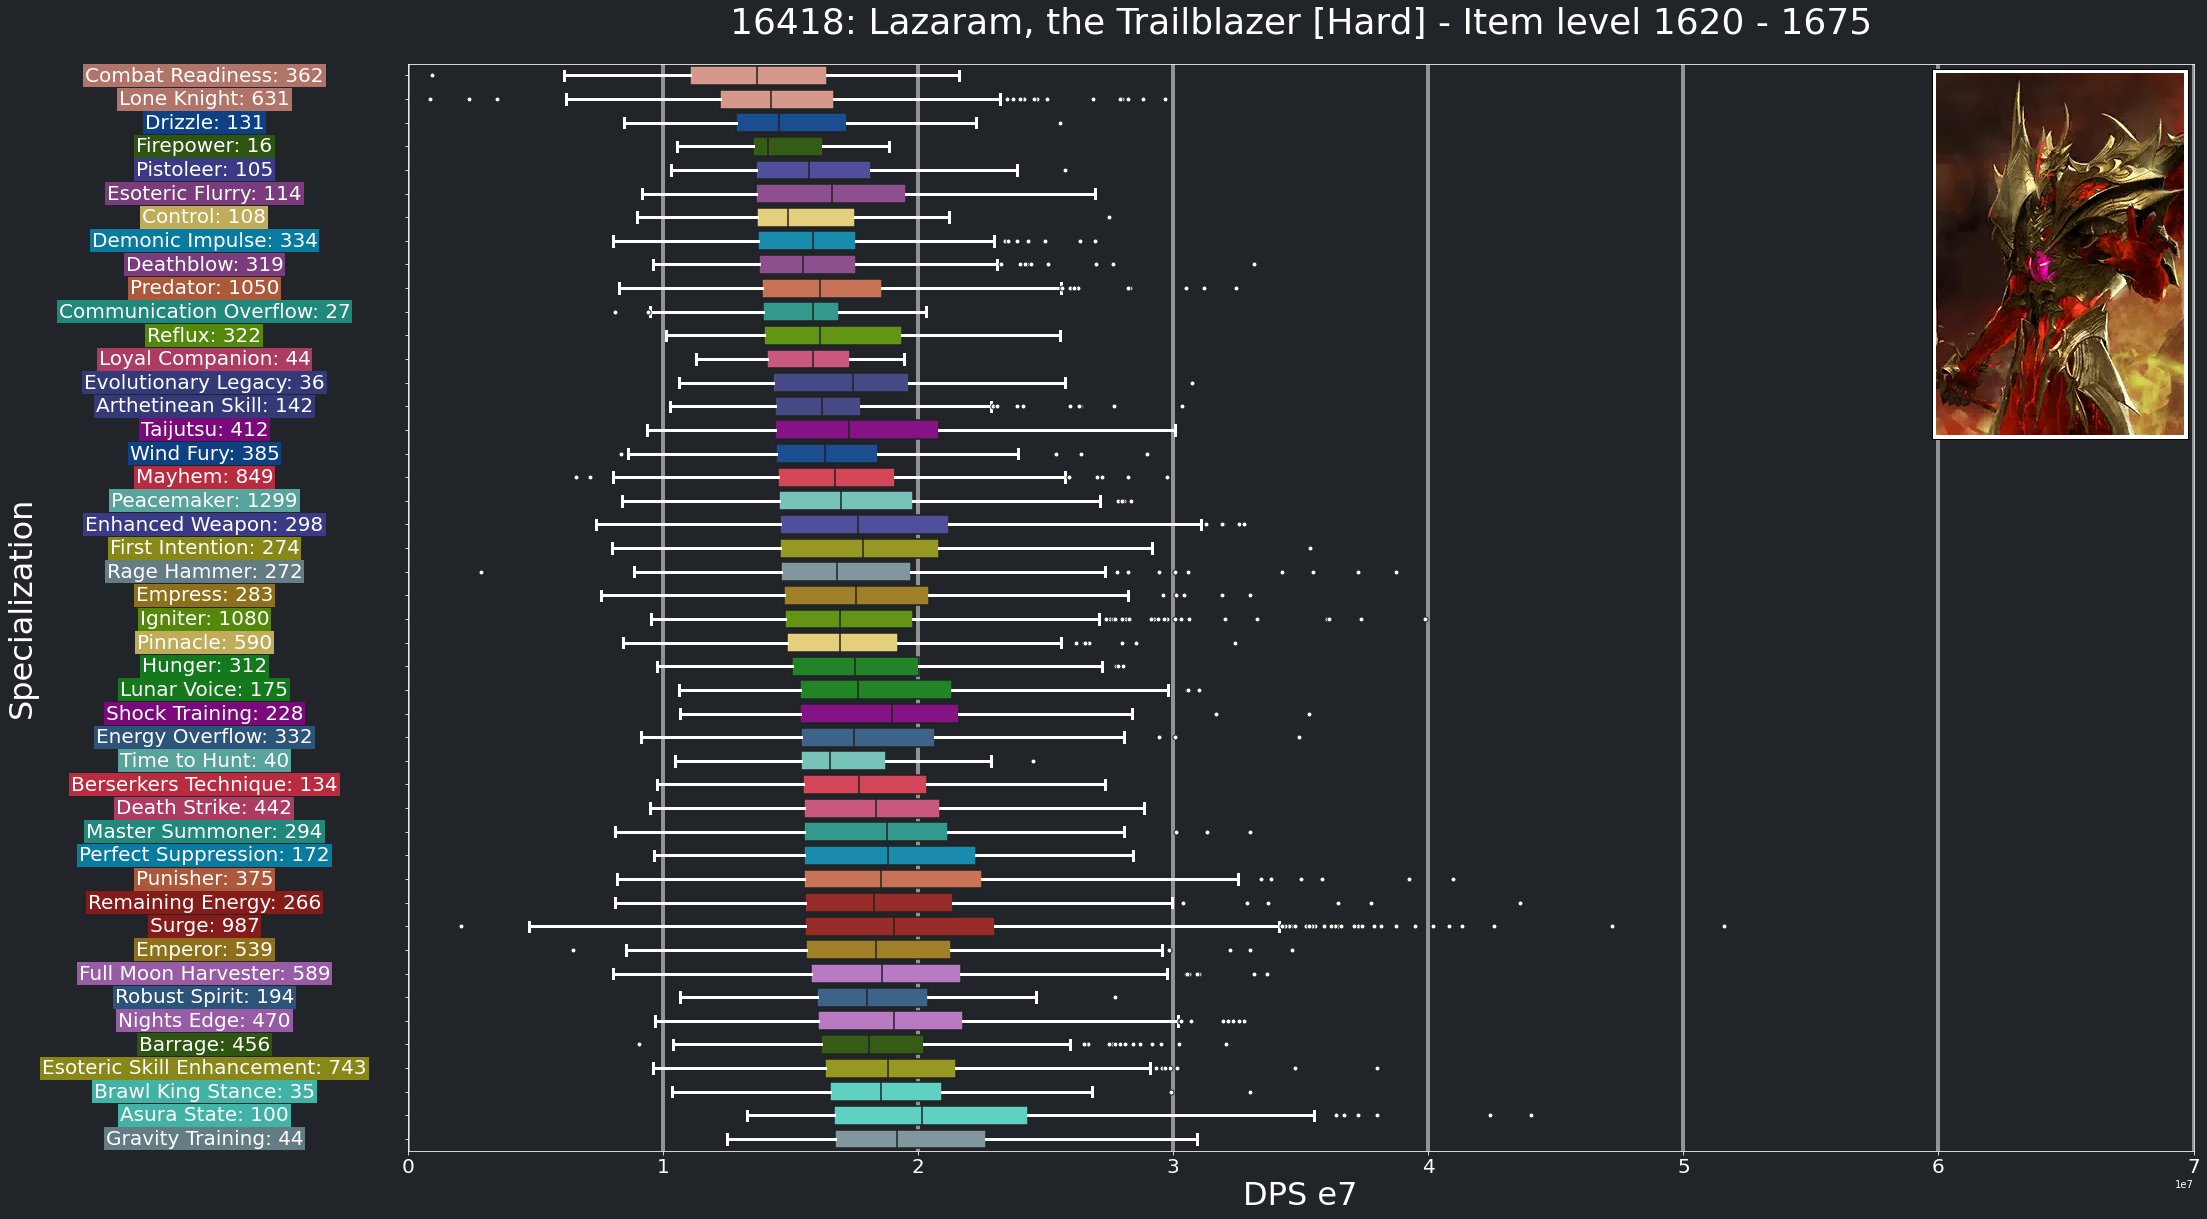 16418: Lazaram, the Trailblazer [Hard] - Item level 1620 - 1675
Combat Readiness: 362
Lone Knight: 631
Drizzle: 131
Firepower: 16
Pistoleer: 105
Esoteric Flurry: 114
Control: 108
Demonic Impulse: 334
Deathblow: 319
Predator: 1050
Communication Overflow: 27
Reflux: 322
Loyal Companion: 44
Evolutionary Legacy: 36
Arthetinean Skill: 142
Taijutsu: 412
Wind Fury: 385
Mayhem: 849
Peacemaker: 1299
Enhanced Weapon: 298
First Intention: 274
Rage Hammer: 272
Empress: 283
Igniter: 1080
Pinnacle: 590
Hunger: 312
Lunar Voice: 175
Shock Training: 228
Energy Overflow: 332
Time to Hunt: 40
Berserkers Technique: 134
Death Strike: 442
Master Summoner: 294
Perfect Suppression: 172
Punisher: 375
Remaining Energy: 266
Surge: 987
Emperor: 539
Full Moon Harvester: 589
Robust Spirit: 194
Nights Edge: 470
Barrage: 456
Esoteric Skill Enhancement: 743
Brawl King Stance: 35
Asura State: 100
Gravity Training: 44
Specialization
0 1 2 3 4 5 6 7
1e7
DPS e7